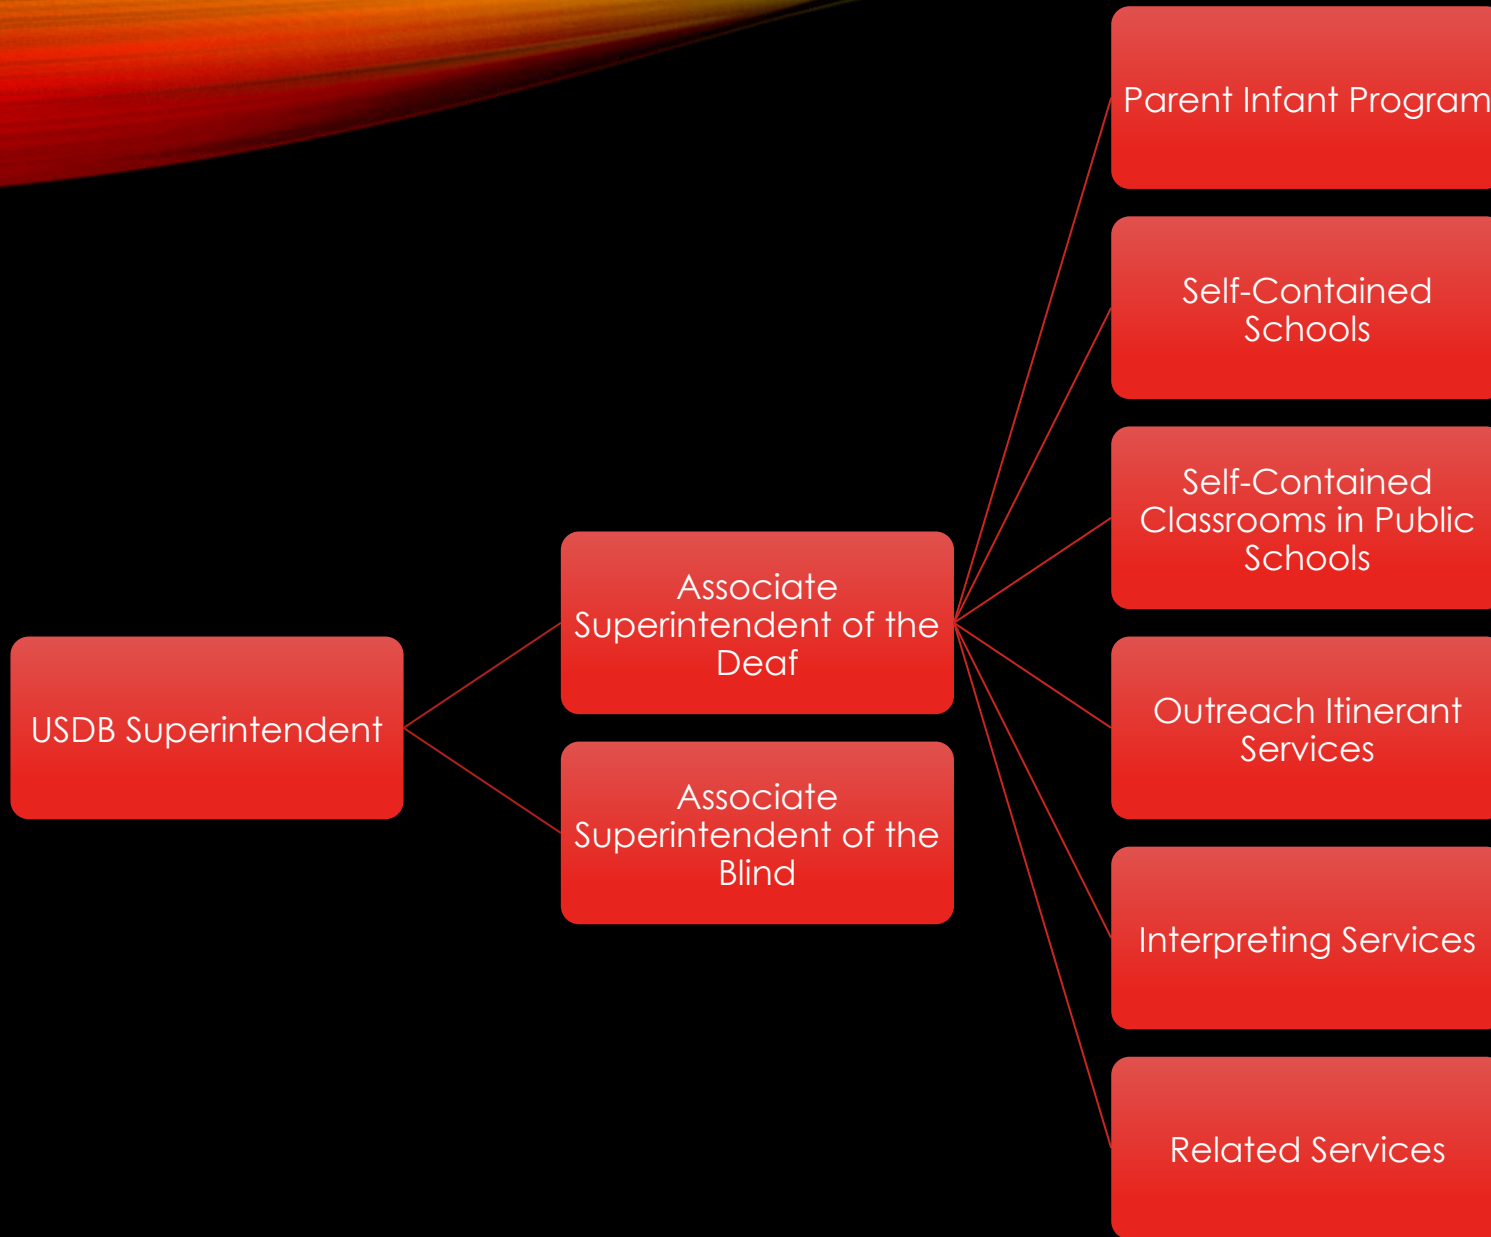 Parent Infant Program
Self-Contained
Schools
Self-Contained
Classrooms in Public
Schools
Associate
Superintendent of the
Deaf
USDB Superintendent
Outreach Itinerant
Services
Associate
Superintendent of the
Blind
Interpreting Services
Related Services